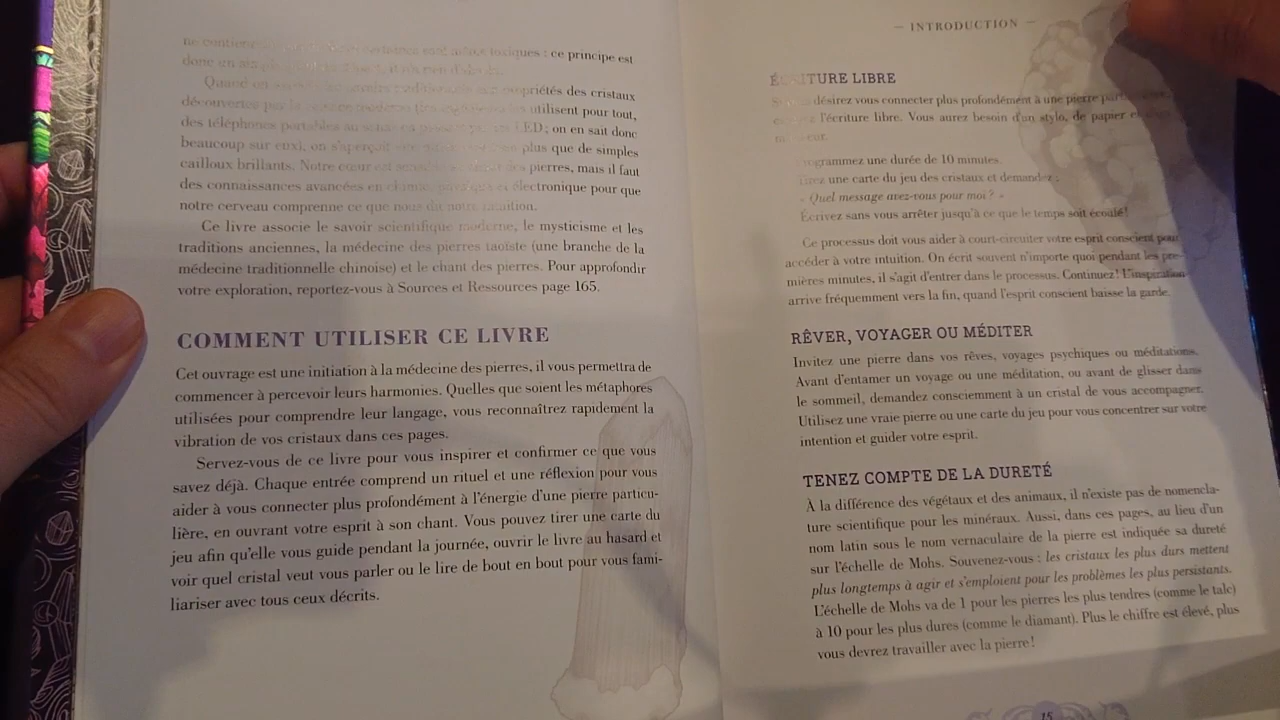 toxiques : ce principe est
donc un
Quand on propriétés des cristaux
découvertes par la utilisent pour tout,
des téléphones portables au LED ; on en sait donc
beaucoup sur eux), on s'aperçoit plus que de simples
cailloux brillants. Notre cœur est des pierres, mais il faut
des connaissances avancées en électronique pour que
notre cerveau comprenne ce que nous dit notre intuition.
Ce livre associe le savoir scientifique moderne, le mysticisme et les
traditions anciennes, la médecine des pierres taoïste (une branche de la
médecine traditionnelle chinoise) et le chant des pierres. Pour approfondir
votre exploration, reportez-vous à Sources et Ressources page 165.
COMMENT UTILISER CE LIVRE
Cet ouvrage est une initiation à la médecine des pierres, il vous permettra de
commencer à percevoir leurs harmonies. Quelles que soient les métaphores
utilisées pour comprendre leur langage, vous reconnaîtrez rapidement la
vibration de vos cristaux dans ces pages.
Servez-vous de ce livre pour vous inspirer et confirmer ce que vous
savez déjà. Chaque entrée comprend un rituel et une réflexion pour vous
aider à vous connecter plus profondément à l'énergie d'une pierre particu-
lière, en ouvrant votre esprit à son chant. Vous pouvez tirer une carte du
jeu afin qu'elle vous guide pendant la journée, ouvrir le livre au hasard et
voir quel cristal veut vous parler ou le lire de bout en bout pour vous fami-
liariser avec tous ceux décrits.
— INTRODUCTION —
ÉCRITURE LIBRE
désirez vous connecter plus profondément à une pierre
l'écriture libre. Vous aurez besoin d'un stylo, de papier
Programmez une durée de 10 minutes.
Tirez une carte du jeu des cristaux et demandez :
« Quel message avez-vous pour moi ? »
Écrivez sans vous arrêter jusqu'à ce que le temps soit écoulé !
Ce processus doit vous aider à court-circuiter votre esprit conscient pour
accéder à votre intuition. On écrit souvent n'importe quoi pendant les pre-
mières minutes, il s'agit d'entrer dans le processus. Continuez ! L'inspiration
arrive fréquemment vers la fin, quand l'esprit conscient baisse la garde.
RÊVER, VOYAGER OU MÉDITER
Invitez une pierre dans vos rêves, voyages psychiques ou méditations.
Avant d'entamer un voyage ou une méditation, ou avant de glisser dans
le sommeil, demandez consciemment à un cristal de vous accompagner.
Utilisez une vraie pierre ou une carte du jeu pour vous concentrer sur votre
intention et guider votre esprit.
TENEZ COMPTE DE LA DURETÉ
À la différence des végétaux et des animaux, il n'existe pas de nomencla-
ture scientifique pour les minéraux. Aussi, dans ces pages, au lieu d'un
nom latin sous le nom vernaculaire de la pierre est indiquée sa dureté
sur l'échelle de Mohs. Souvenez-vous : les cristaux les plus durs mettent
plus longtemps à agir et s'emploient pour les problèmes les plus persistants.
L'échelle de Mohs va de 1 pour les pierres les plus tendres (comme le talc)
à 10 pour les plus dures (comme le diamant). Plus le chiffre est élevé, plus
vous devrez travailler avec la pierre !
15